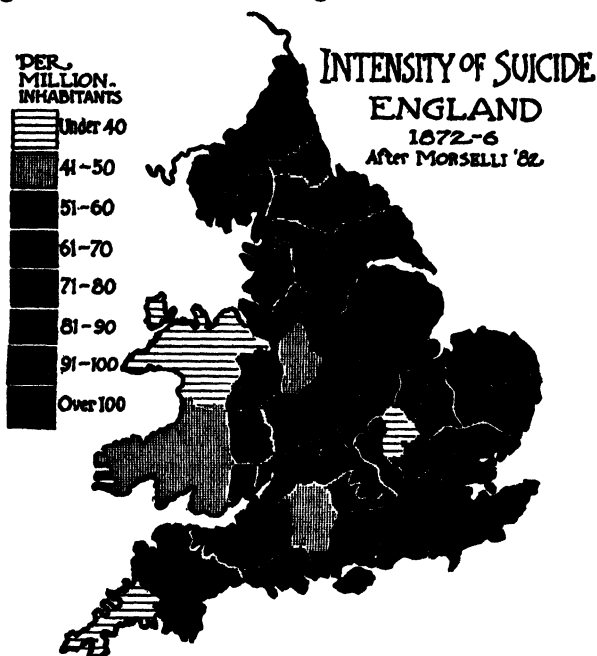 INTENSITY OF SUICIDE
ENGLAND
1872-6
After MORSELLI '82
PER
MILLION
INHABITANTS
Under 40
41-50
51-60
61-70
71-80
81-90
91-100
Over 100